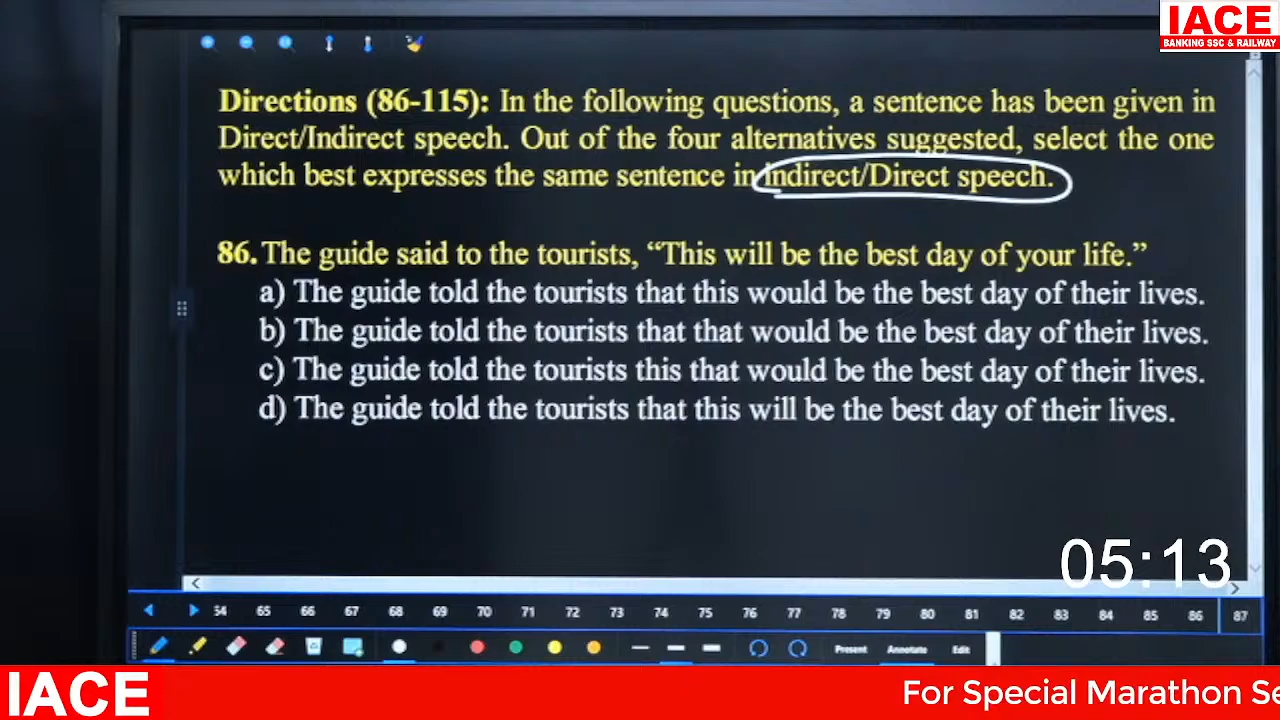 IACE
BANKING SSC & RAILWAY
Directions (86-115): In the following questions, a sentence has been given in
Direct/Indirect speech. Out of the four alternatives suggested, select the one
which best expresses the same sentence in Indirect/Direct speech.
86. The guide said to the tourists, “This will be the best day of your life.”
a) The guide told the tourists that this would be the best day of their lives.
b) The guide told the tourists that that would be the best day of their lives.
c) The guide told the tourists this that would be the best day of their lives.
d) The guide told the tourists that this will be the best day of their lives.
05:13
54 65 66 67 68 69 70 71 72 73 74 75 76 77 78 79 80 81 82 83 84 85 86 87
Present Annotate Edit
IACE For Special Marathon Se